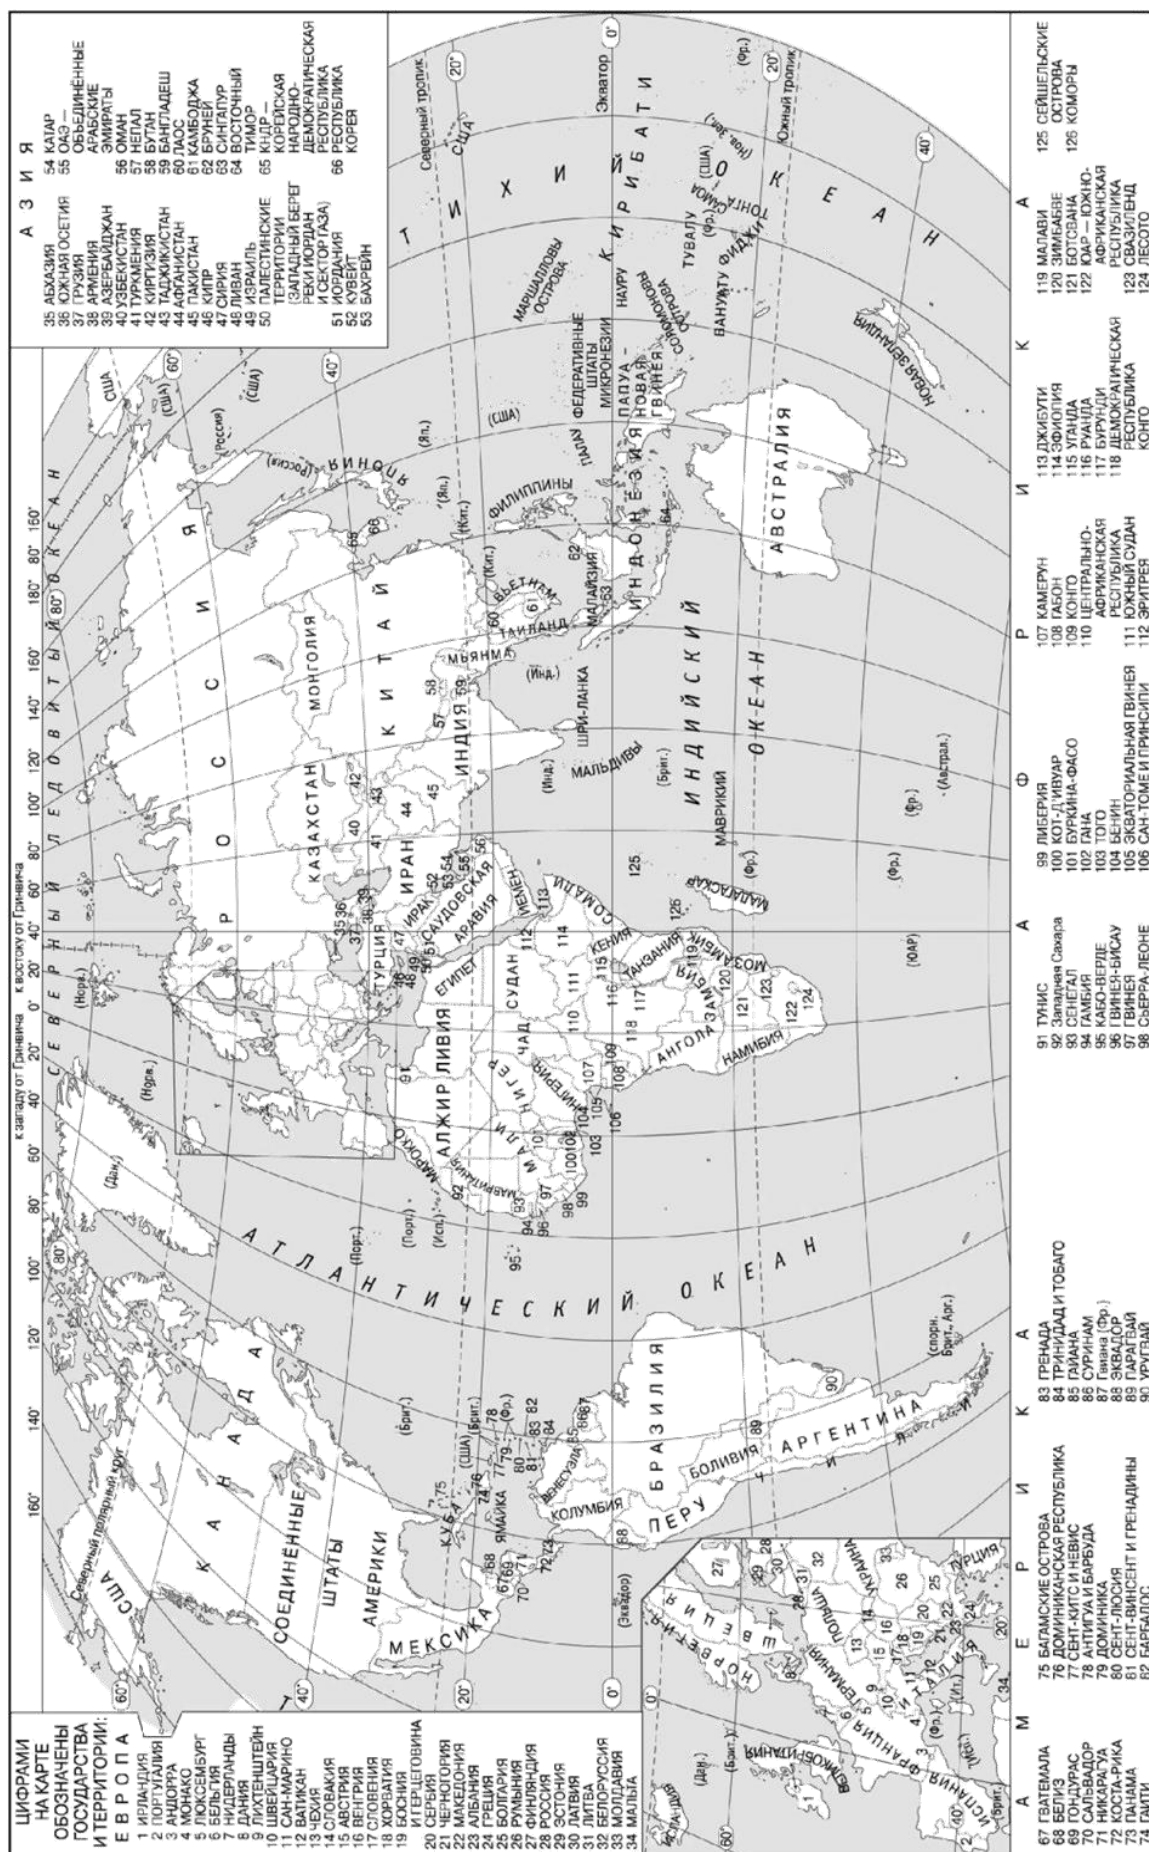 ЦИФРАМИ
НА КАРТЕ
ОБОЗНАЧЕНЫ
ГОСУДАРСТВА
И ТЕРРИТОРИИ:
ЕВРОПА
1 ИРЛАНДИЯ
2 ПОРТУГАЛИЯ
3 АНДОРРА
4 МОНАКО
5 ЛЮКСЕМБУРГ
6 БЕЛЬГИЯ
7 НИДЕРЛАНДЫ
8 ДАНИЯ
9 ЛИХТЕНШТЕЙН
10 ШВЕЙЦАРИЯ
11 САН-МАРИНО
12 ВАТИКАН
13 ЧЕХИЯ
14 СЛОВАКИЯ
15 АВСТРИЯ
16 ВЕНГРИЯ
17 СЛОВЕНИЯ
18 ХОРВАТИЯ
19 БОСНИЯ
И ГЕРЦЕГОВИНА
20 СЕРБИЯ
21 ЧЕРНОГОРИЯ
22 МАКЕДОНИЯ
23 АЛБАНИЯ
24 ГРЕЦИЯ
25 БОЛГАРИЯ
26 РУМЫНИЯ
27 ФИНЛЯНДИЯ
28 РОССИЯ
29 ЭСТОНИЯ
30 ЛАТВИЯ
31 ЛИТВА
32 БЕЛОРУССИЯ
33 МОЛДАВИЯ
34 МАЛЬТА
АЗИЯ
35 АБХАЗИЯ
36 ЮЖНАЯ ОСЕТИЯ
37 ГРУЗИЯ
38 АРМЕНИЯ
39 АЗЕРБАЙДЖАН
40 УЗБЕКИСТАН
41 ТУРКМЕНИЯ
42 КИРГИЗИЯ
43 ТАДЖИКИСТАН
44 АФГАНИСТАН
45 ПАКИСТАН
46 КИПР
47 СИРИЯ
48 ЛИВАН
49 ИЗРАИЛЬ
50 ПАЛЕСТИНСКИЕ
ТЕРРИТОРИИ
(ЗАПАДНЫЙ БЕРЕГ
РЕКИ ИОРДАН
И СЕКТОР ГАЗА)
51 ИОРДАНИЯ
52 КУВЕЙТ
53 БАХРЕЙН
54 КАТАР
55 ОАЭ —
ОБЪЕДИНЁННЫЕ
АРАБСКИЕ
ЭМИРАТЫ
56 ОМАН
57 НЕПАЛ
58 БУТАН
59 БАНГЛАДЕШ
60 ЛАОС
61 КАМБОДЖА
62 БРУНЕЙ
63 СИНГАПУР
64 ВОСТОЧНЫЙ
ТИМОР
65 КНДР —
КОРЕЙСКАЯ
НАРОДНО-
ДЕМОКРАТИЧЕСКАЯ
РЕСПУБЛИКА
66 РЕСПУБЛИКА
КОРЕЯ
к западу от Гринвича
к востоку от Гринвича
СЕВЕРНЫЙ ЛЕДОВИТЫЙ ОКЕАН
АТЛАНТИЧЕСКИЙ ОКЕАН
ИНДИЙСКИЙ
ОКЕАН
ТИХИЙ
ОКЕАН
Северный полярный круг
Северный тропик
Экватор
Южный тропик
США
КАНАДА
СОЕДИНЁННЫЕ
ШТАТЫ
АМЕРИКИ
МЕКСИКА
КУБА
ЯМАЙКА
ВЕНЕСУЭЛА
КОЛУМБИЯ
БРАЗИЛИЯ
ПЕРУ
БОЛИВИЯ
ЧИЛИ
АРГЕНТИНА
(спорн.
Брит., Арг.)
(Эквадор)
РОССИЯ
КАЗАХСТАН
МОНГОЛИЯ
КИТАЙ
ЯПОНИЯ
ТУРЦИЯ
ИРАН
ИРАК
САУДОВСКАЯ
АРАВИЯ
ЙЕМЕН
ИНДИЯ
МЬЯНМА
ТАИЛАНД
ВЬЕТНАМ
МАЛАЙЗИЯ
ФИЛИППИНЫ
ИНДОНЕЗИЯ
ШРИ-ЛАНКА
МАЛЬДИВЫ
МАРОККО
АЛЖИР
ЛИВИЯ
ЕГИПЕТ
МАВРИТАНИЯ
МАЛИ
НИГЕР
ЧАД
СУДАН
НИГЕРИЯ
СОМАЛИ
КЕНИЯ
ТАНЗАНИЯ
АНГОЛА
ЗАМБИЯ
МОЗАМБИК
НАМИБИЯ
МАДАГАСКАР
МАВРИКИЙ
АВСТРАЛИЯ
НОВАЯ ЗЕЛАНДИЯ
ПАПУА –
НОВАЯ
ГВИНЕЯ
ПАЛАУ
ФЕДЕРАТИВНЫЕ
ШТАТЫ
МИКРОНЕЗИИ
МАРШАЛЛОВЫ
ОСТРОВА
НАУРУ
КИРИБАТИ
СОЛОМОНОВЫ
ОСТРОВА
ТУВАЛУ
ВАНУАТУ
ФИДЖИ
ТОНГА
САМОА
ИСЛАНДИЯ
НОРВЕГИЯ
ШВЕЦИЯ
ВЕЛИКОБРИТАНИЯ
ГЕРМАНИЯ
ПОЛЬША
УКРАИНА
ФРАНЦИЯ
ИСПАНИЯ
ИТАЛИЯ
ТУРЦИЯ
АМЕРИКА
67 ГВАТЕМАЛА
68 БЕЛИЗ
69 ГОНДУРАС
70 САЛЬВАДОР
71 НИКАРАГУА
72 КОСТА-РИКА
73 ПАНАМА
74 ГАИТИ
75 БАГАМСКИЕ ОСТРОВА
76 ДОМИНИКАНСКАЯ РЕСПУБЛИКА
77 СЕНТ-КИТС И НЕВИС
78 АНТИГУА И БАРБУДА
79 ДОМИНИКА
80 СЕНТ-ЛЮСИЯ
81 СЕНТ-ВИНСЕНТ И ГРЕНАДИНЫ
82 БАРБАДОС
83 ГРЕНАДА
84 ТРИНИДАД И ТОБАГО
85 ГАЙАНА
86 СУРИНАМ
87 Гвиана (Фр.)
88 ЭКВАДОР
89 ПАРАГВАЙ
90 УРУГВАЙ
АФРИКА
91 ТУНИС
92 Западная Сахара
93 СЕНЕГАЛ
94 ГАМБИЯ
95 КАБО-ВЕРДЕ
96 ГВИНЕЯ-БИСАУ
97 ГВИНЕЯ
98 СЬЕРРА-ЛЕОНЕ
99 ЛИБЕРИЯ
100 КОТ-Д'ИВУАР
101 БУРКИНА-ФАСО
102 ГАНА
103 ТОГО
104 БЕНИН
105 ЭКВАТОРИАЛЬНАЯ ГВИНЕЯ
106 САН-ТОМЕ И ПРИНСИПИ
107 КАМЕРУН
108 ГАБОН
109 КОНГО
110 ЦЕНТРАЛЬНО-
АФРИКАНСКАЯ
РЕСПУБЛИКА
111 ЮЖНЫЙ СУДАН
112 ЭРИТРЕЯ
113 ДЖИБУТИ
114 ЭФИОПИЯ
115 УГАНДА
116 РУАНДА
117 БУРУНДИ
118 ДЕМОКРАТИЧЕСКАЯ
РЕСПУБЛИКА
КОНГО
119 МАЛАВИ
120 ЗИМБАБВЕ
121 БОТСВАНА
122 ЮАР — ЮЖНО-
АФРИКАНСКАЯ
РЕСПУБЛИКА
123 СВАЗИЛЕНД
124 ЛЕСОТО
125 СЕЙШЕЛЬСКИЕ
ОСТРОВА
126 КОМОРЫ